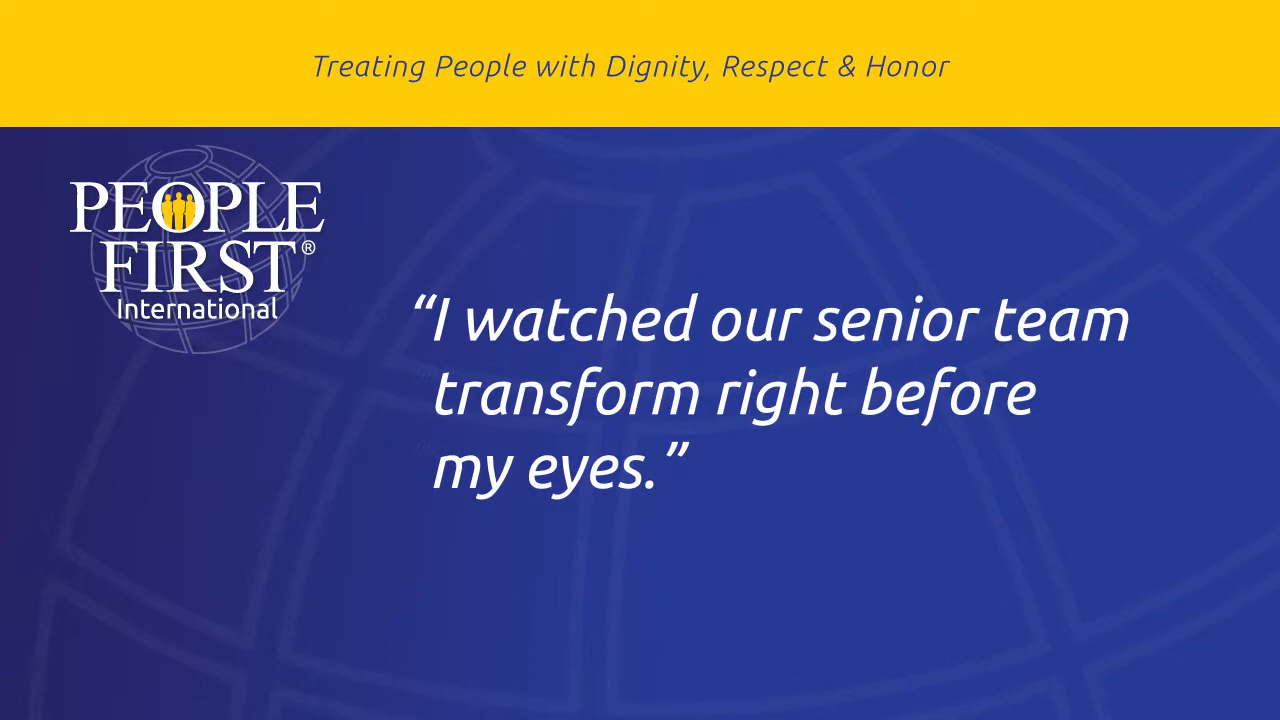 Treating People with Dignity, Respect & Honor
PEOPLE
FIRST®
International
“I watched our senior team
transform right before
my eyes.”